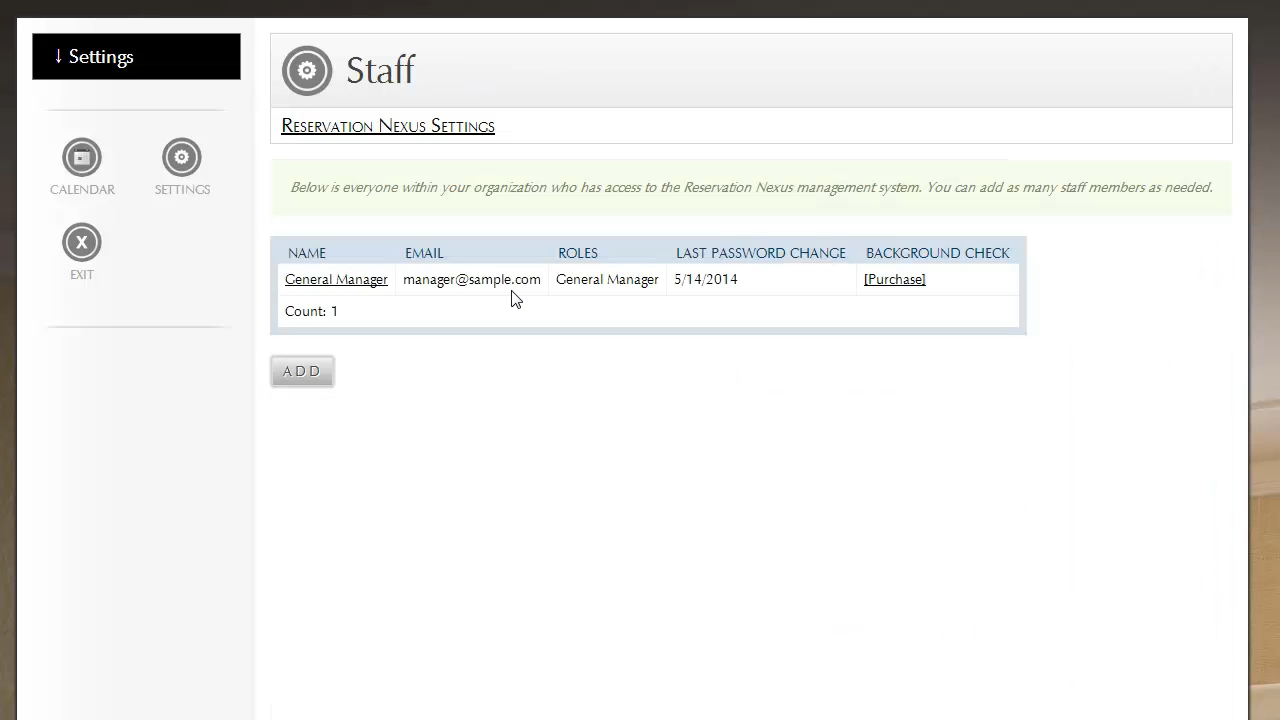 ↓ Settings
CALENDAR
SETTINGS
X
EXIT
Staff
Reservation Nexus Settings
Below is everyone within your organization who has access to the Reservation Nexus management system. You can add as many staff members as needed.
NAME EMAIL ROLES LAST PASSWORD CHANGE BACKGROUND CHECK
General Manager manager@sample.com General Manager 5/14/2014 [Purchase]
Count: 1
ADD